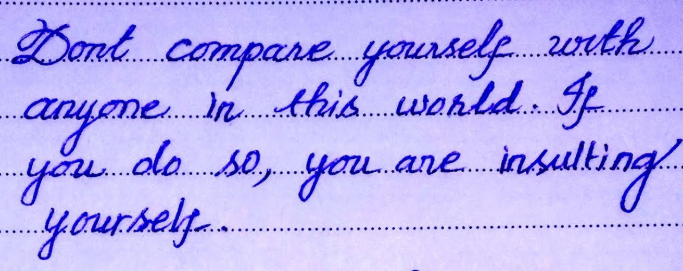 Dont compare yourself with
anyone in this world. If
you do so, you are insulting
yourself.